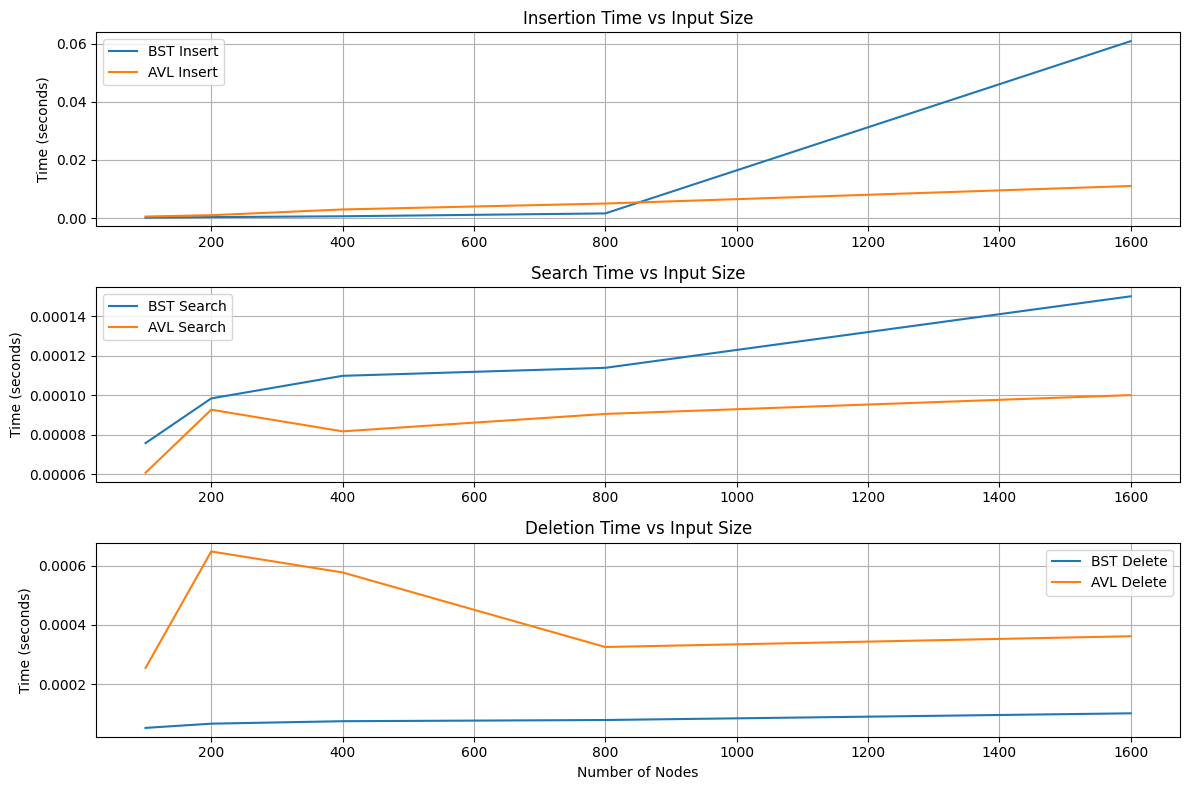 Insertion Time vs Input Size
BST Insert
AVL Insert
Time (seconds)
0.06
0.04
0.02
0.00
200 400 600 800 1000 1200 1400 1600
Search Time vs Input Size
BST Search
AVL Search
Time (seconds)
0.00014
0.00012
0.00010
0.00008
0.00006
200 400 600 800 1000 1200 1400 1600
Deletion Time vs Input Size
BST Delete
AVL Delete
Time (seconds)
0.0006
0.0004
0.0002
200 400 600 800 1000 1200 1400 1600
Number of Nodes